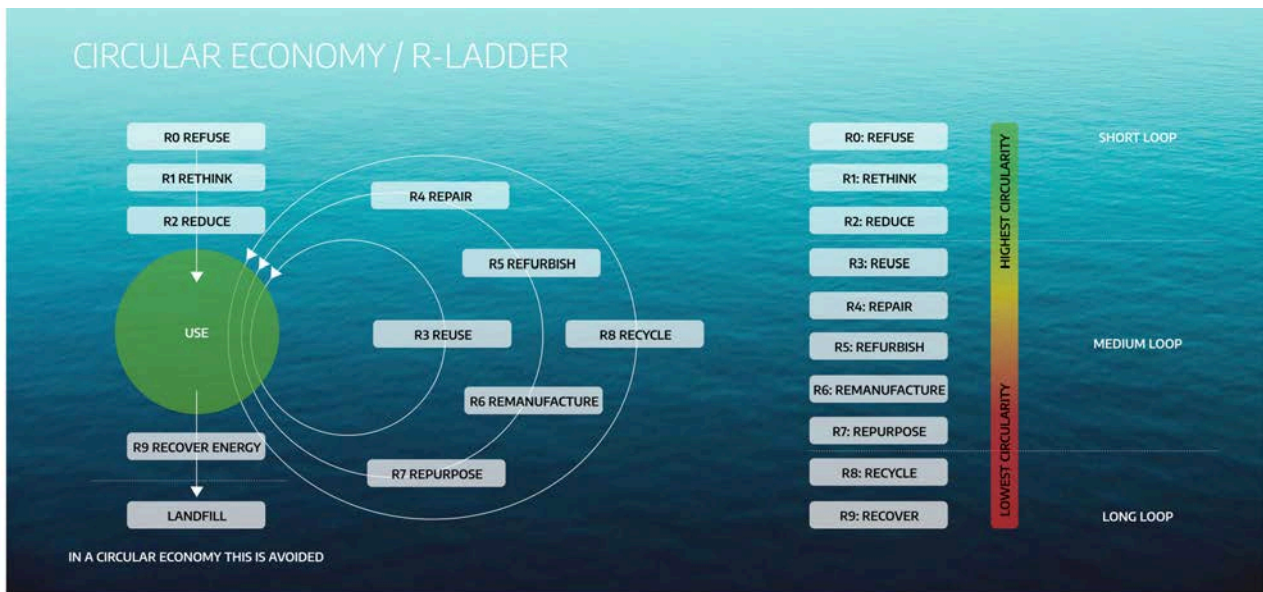 CIRCULAR ECONOMY / R-LADDER
R0 REFUSE
R1 RETHINK
R2 REDUCE
USE
R4 REPAIR
R5 REFURBISH
R3 REUSE
R8 RECYCLE
R6 REMANUFACTURE
R7 REPURPOSE
R9 RECOVER ENERGY
LANDFILL
IN A CIRCULAR ECONOMY THIS IS AVOIDED
R0: REFUSE
R1: RETHINK
R2: REDUCE
R3: REUSE
R4: REPAIR
R5: REFURBISH
R6: REMANUFACTURE
R7: REPURPOSE
R8: RECYCLE
R9: RECOVER
HIGHEST CIRCULARITY
LOWEST CIRCULARITY
SHORT LOOP
MEDIUM LOOP
LONG LOOP